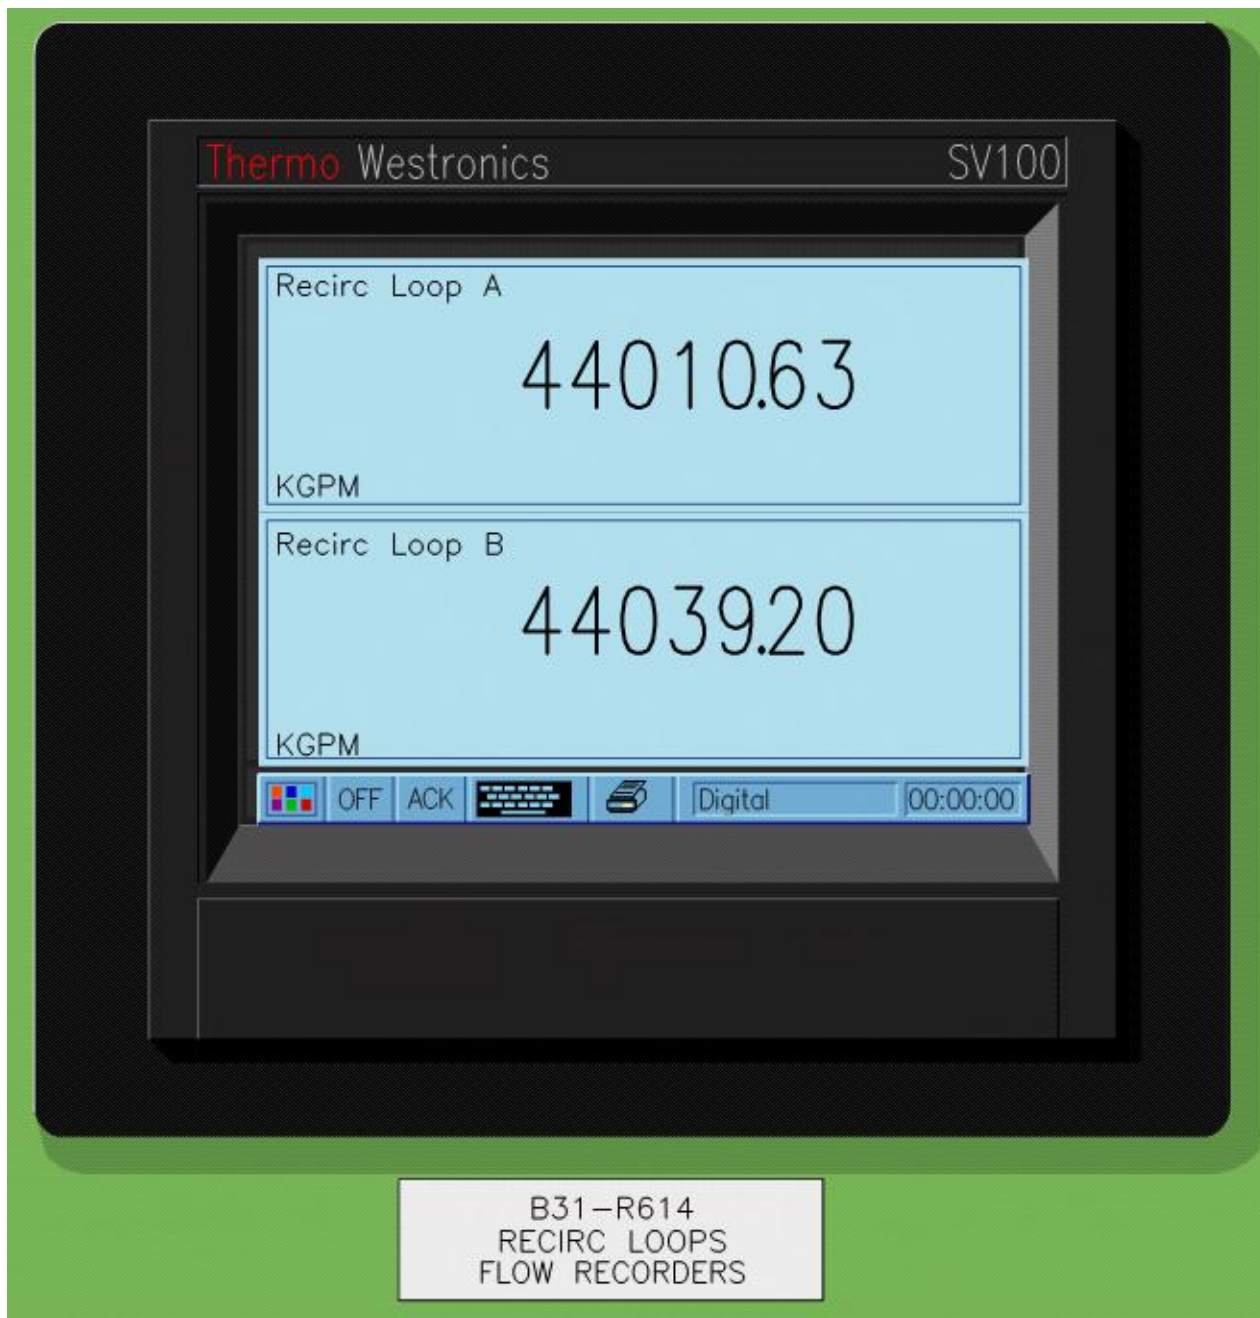 Thermo Westronics SV100
Recirc Loop A
44010.63
KGPM
Recirc Loop B
44039.20
KGPM
OFF ACK Digital 00:00:00
B31-R614
RECIRC LOOPS
FLOW RECORDERS